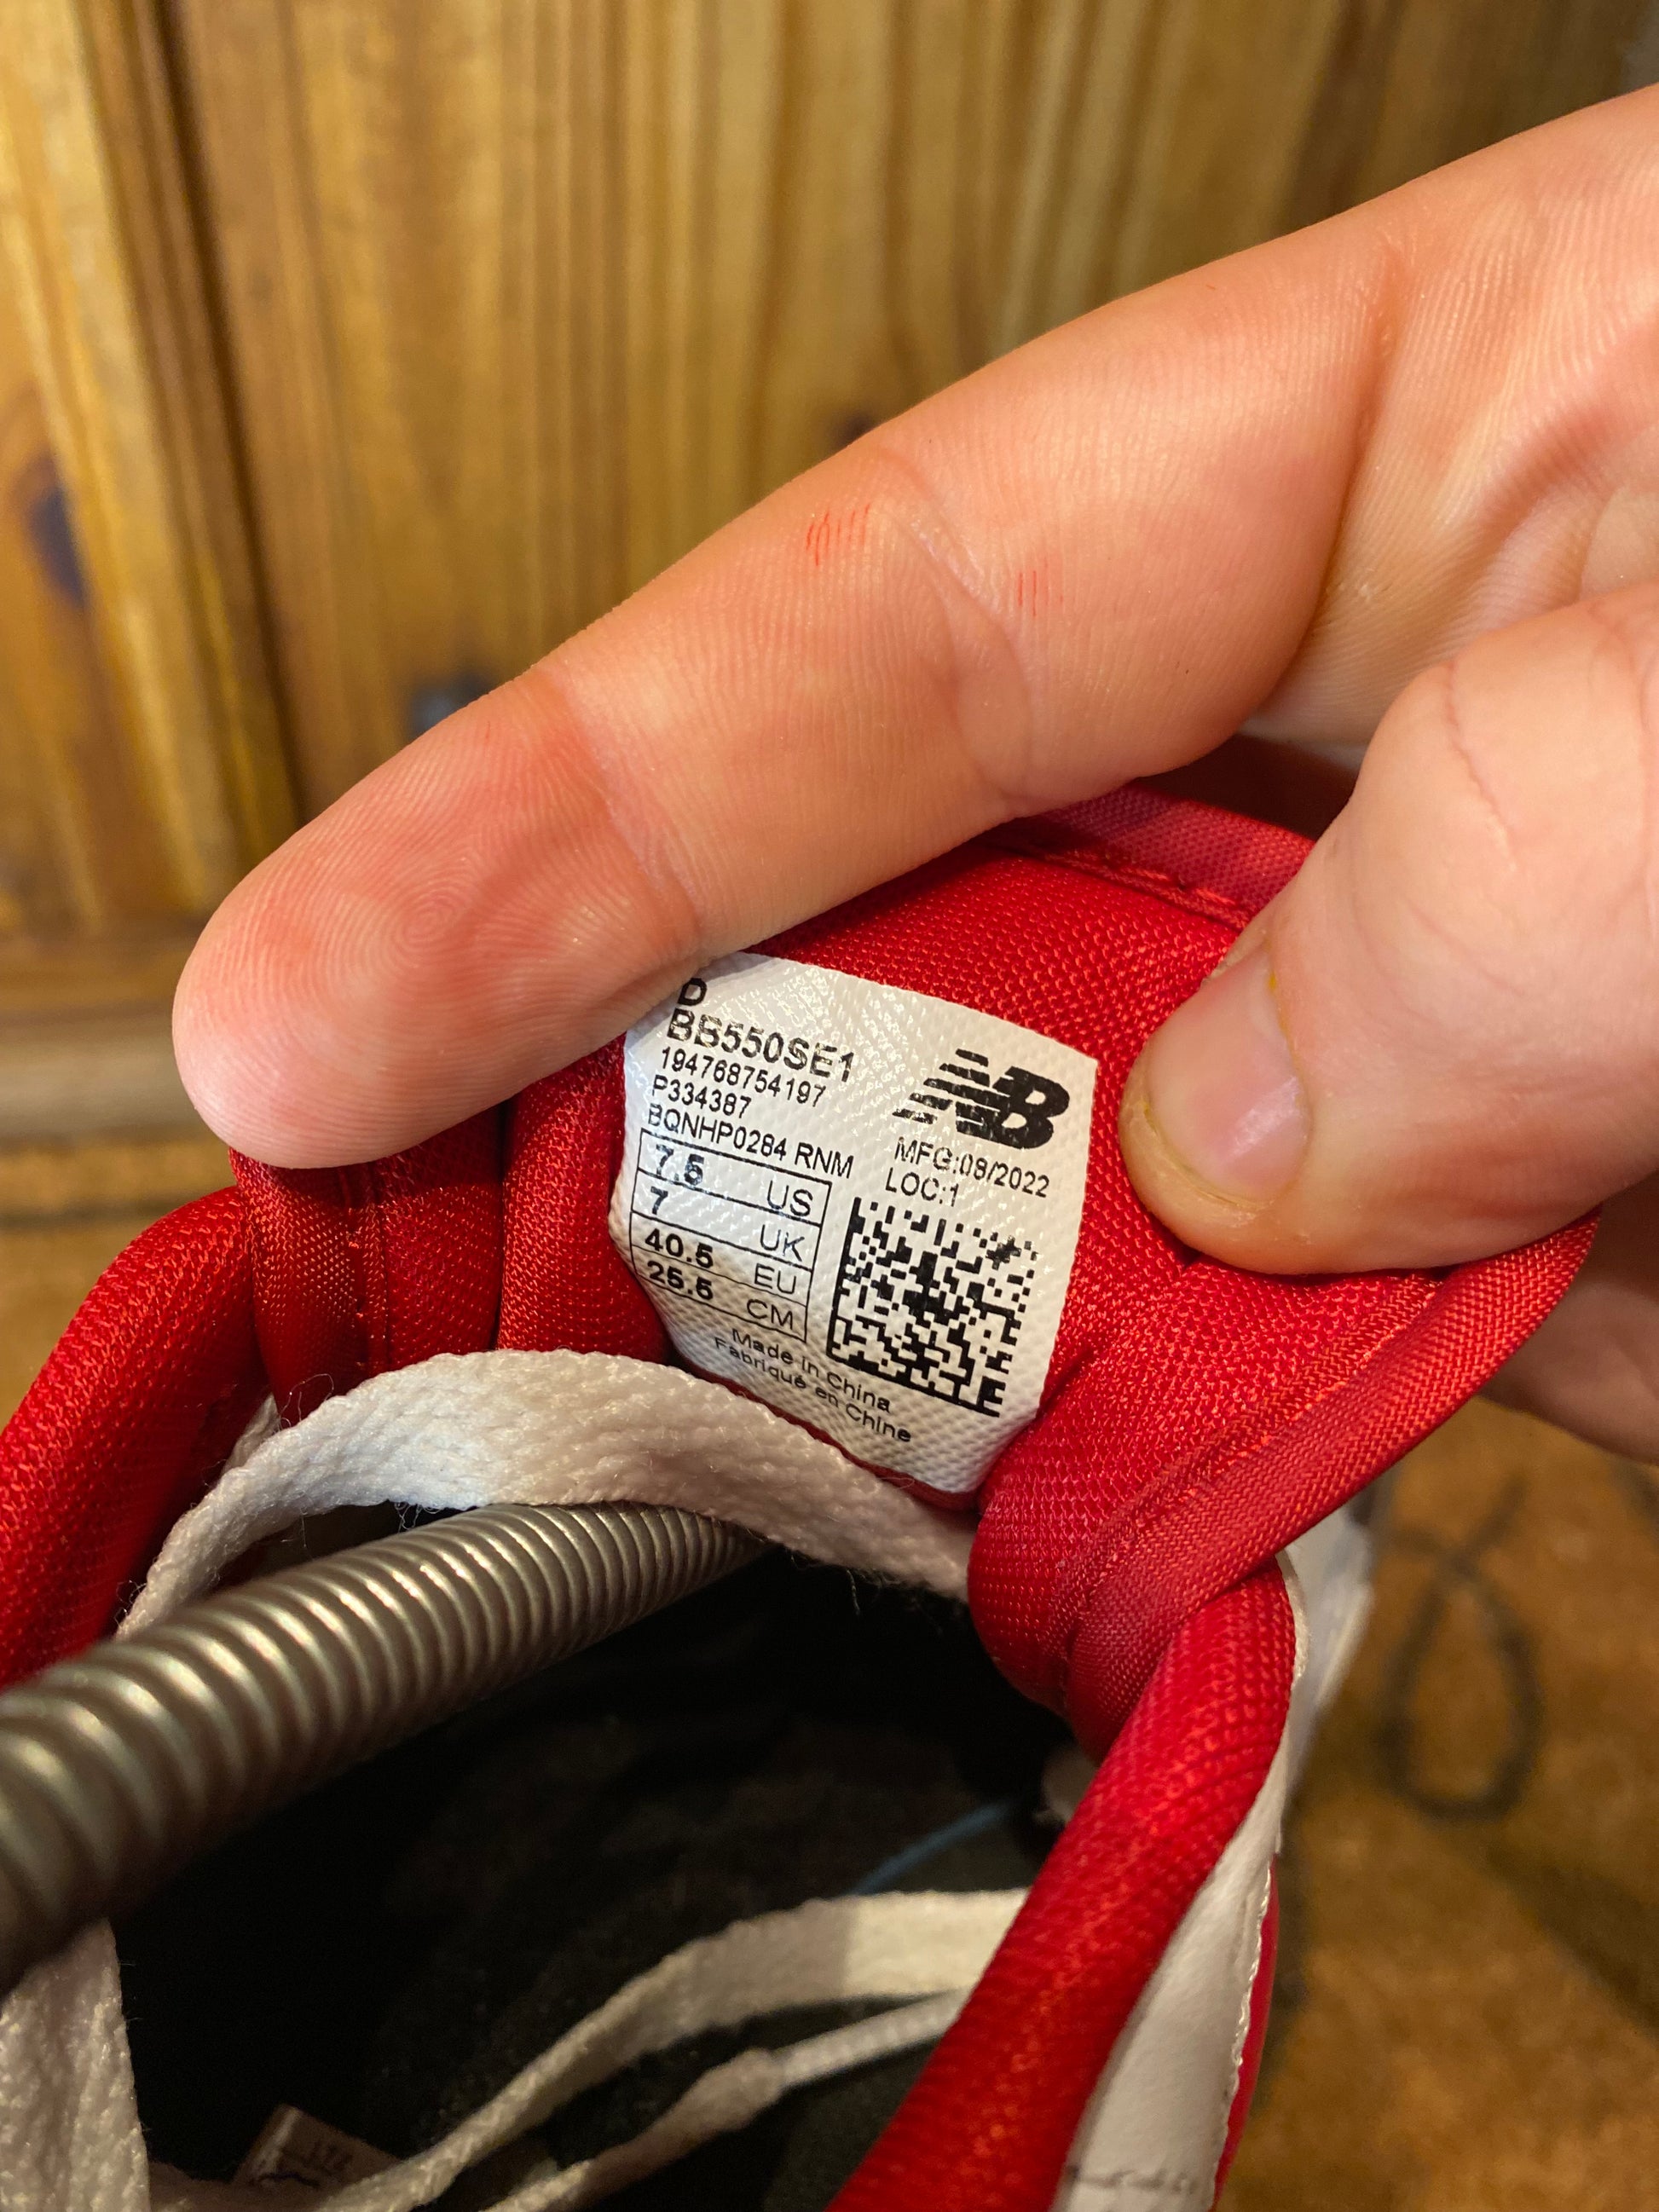 D
BB550SE1
194768754197
P334387
BQNHP0284 RNM
NB
MFG:08/2022
LOC:1
7.5 US
7 UK
40.5 EU
25.5 CM
Made in China
Fabriqué en Chine